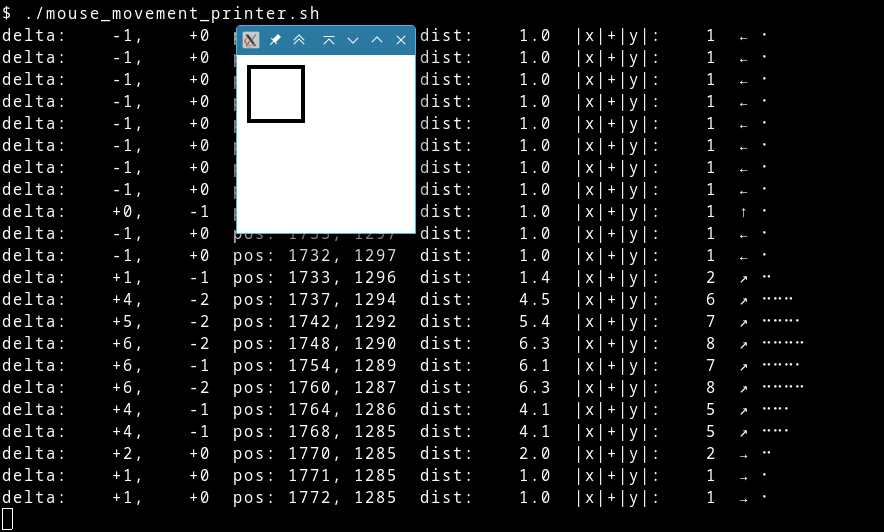 $ ./mouse_movement_printer.sh
delta:    -1,    +0  dist:    1.0  |x|+|y|:    1  ←  ·
delta:    -1,    +0  dist:    1.0  |x|+|y|:    1  ←  ·
delta:    -1,    +0  dist:    1.0  |x|+|y|:    1  ←  ·
delta:    -1,    +0  dist:    1.0  |x|+|y|:    1  ←  ·
delta:    -1,    +0  dist:    1.0  |x|+|y|:    1  ←  ·
delta:    -1,    +0  dist:    1.0  |x|+|y|:    1  ←  ·
delta:    -1,    +0  dist:    1.0  |x|+|y|:    1  ←  ·
delta:    -1,    +0  dist:    1.0  |x|+|y|:    1  ←  ·
delta:    +0,    -1  dist:    1.0  |x|+|y|:    1  ↑  ·
delta:    -1,    +0  pos: 1733, 1297  dist:    1.0  |x|+|y|:    1  ←  ·
delta:    -1,    +0  pos: 1732, 1297  dist:    1.0  |x|+|y|:    1  ←  ·
delta:    +1,    -1  pos: 1733, 1296  dist:    1.4  |x|+|y|:    2  ↗  ··
delta:    +4,    -2  pos: 1737, 1294  dist:    4.5  |x|+|y|:    6  ↗  ······
delta:    +5,    -2  pos: 1742, 1292  dist:    5.4  |x|+|y|:    7  ↗  ·······
delta:    +6,    -2  pos: 1748, 1290  dist:    6.3  |x|+|y|:    8  ↗  ········
delta:    +6,    -1  pos: 1754, 1289  dist:    6.1  |x|+|y|:    7  ↗  ·······
delta:    +6,    -2  pos: 1760, 1287  dist:    6.3  |x|+|y|:    8  ↗  ········
delta:    +4,    -1  pos: 1764, 1286  dist:    4.1  |x|+|y|:    5  ↗  ·····
delta:    +4,    -1  pos: 1768, 1285  dist:    4.1  |x|+|y|:    5  ↗  ·····
delta:    +2,    +0  pos: 1770, 1285  dist:    2.0  |x|+|y|:    2  →  ··
delta:    +1,    +0  pos: 1771, 1285  dist:    1.0  |x|+|y|:    1  →  ·
delta:    +1,    +0  pos: 1772, 1285  dist:    1.0  |x|+|y|:    1  →  ·